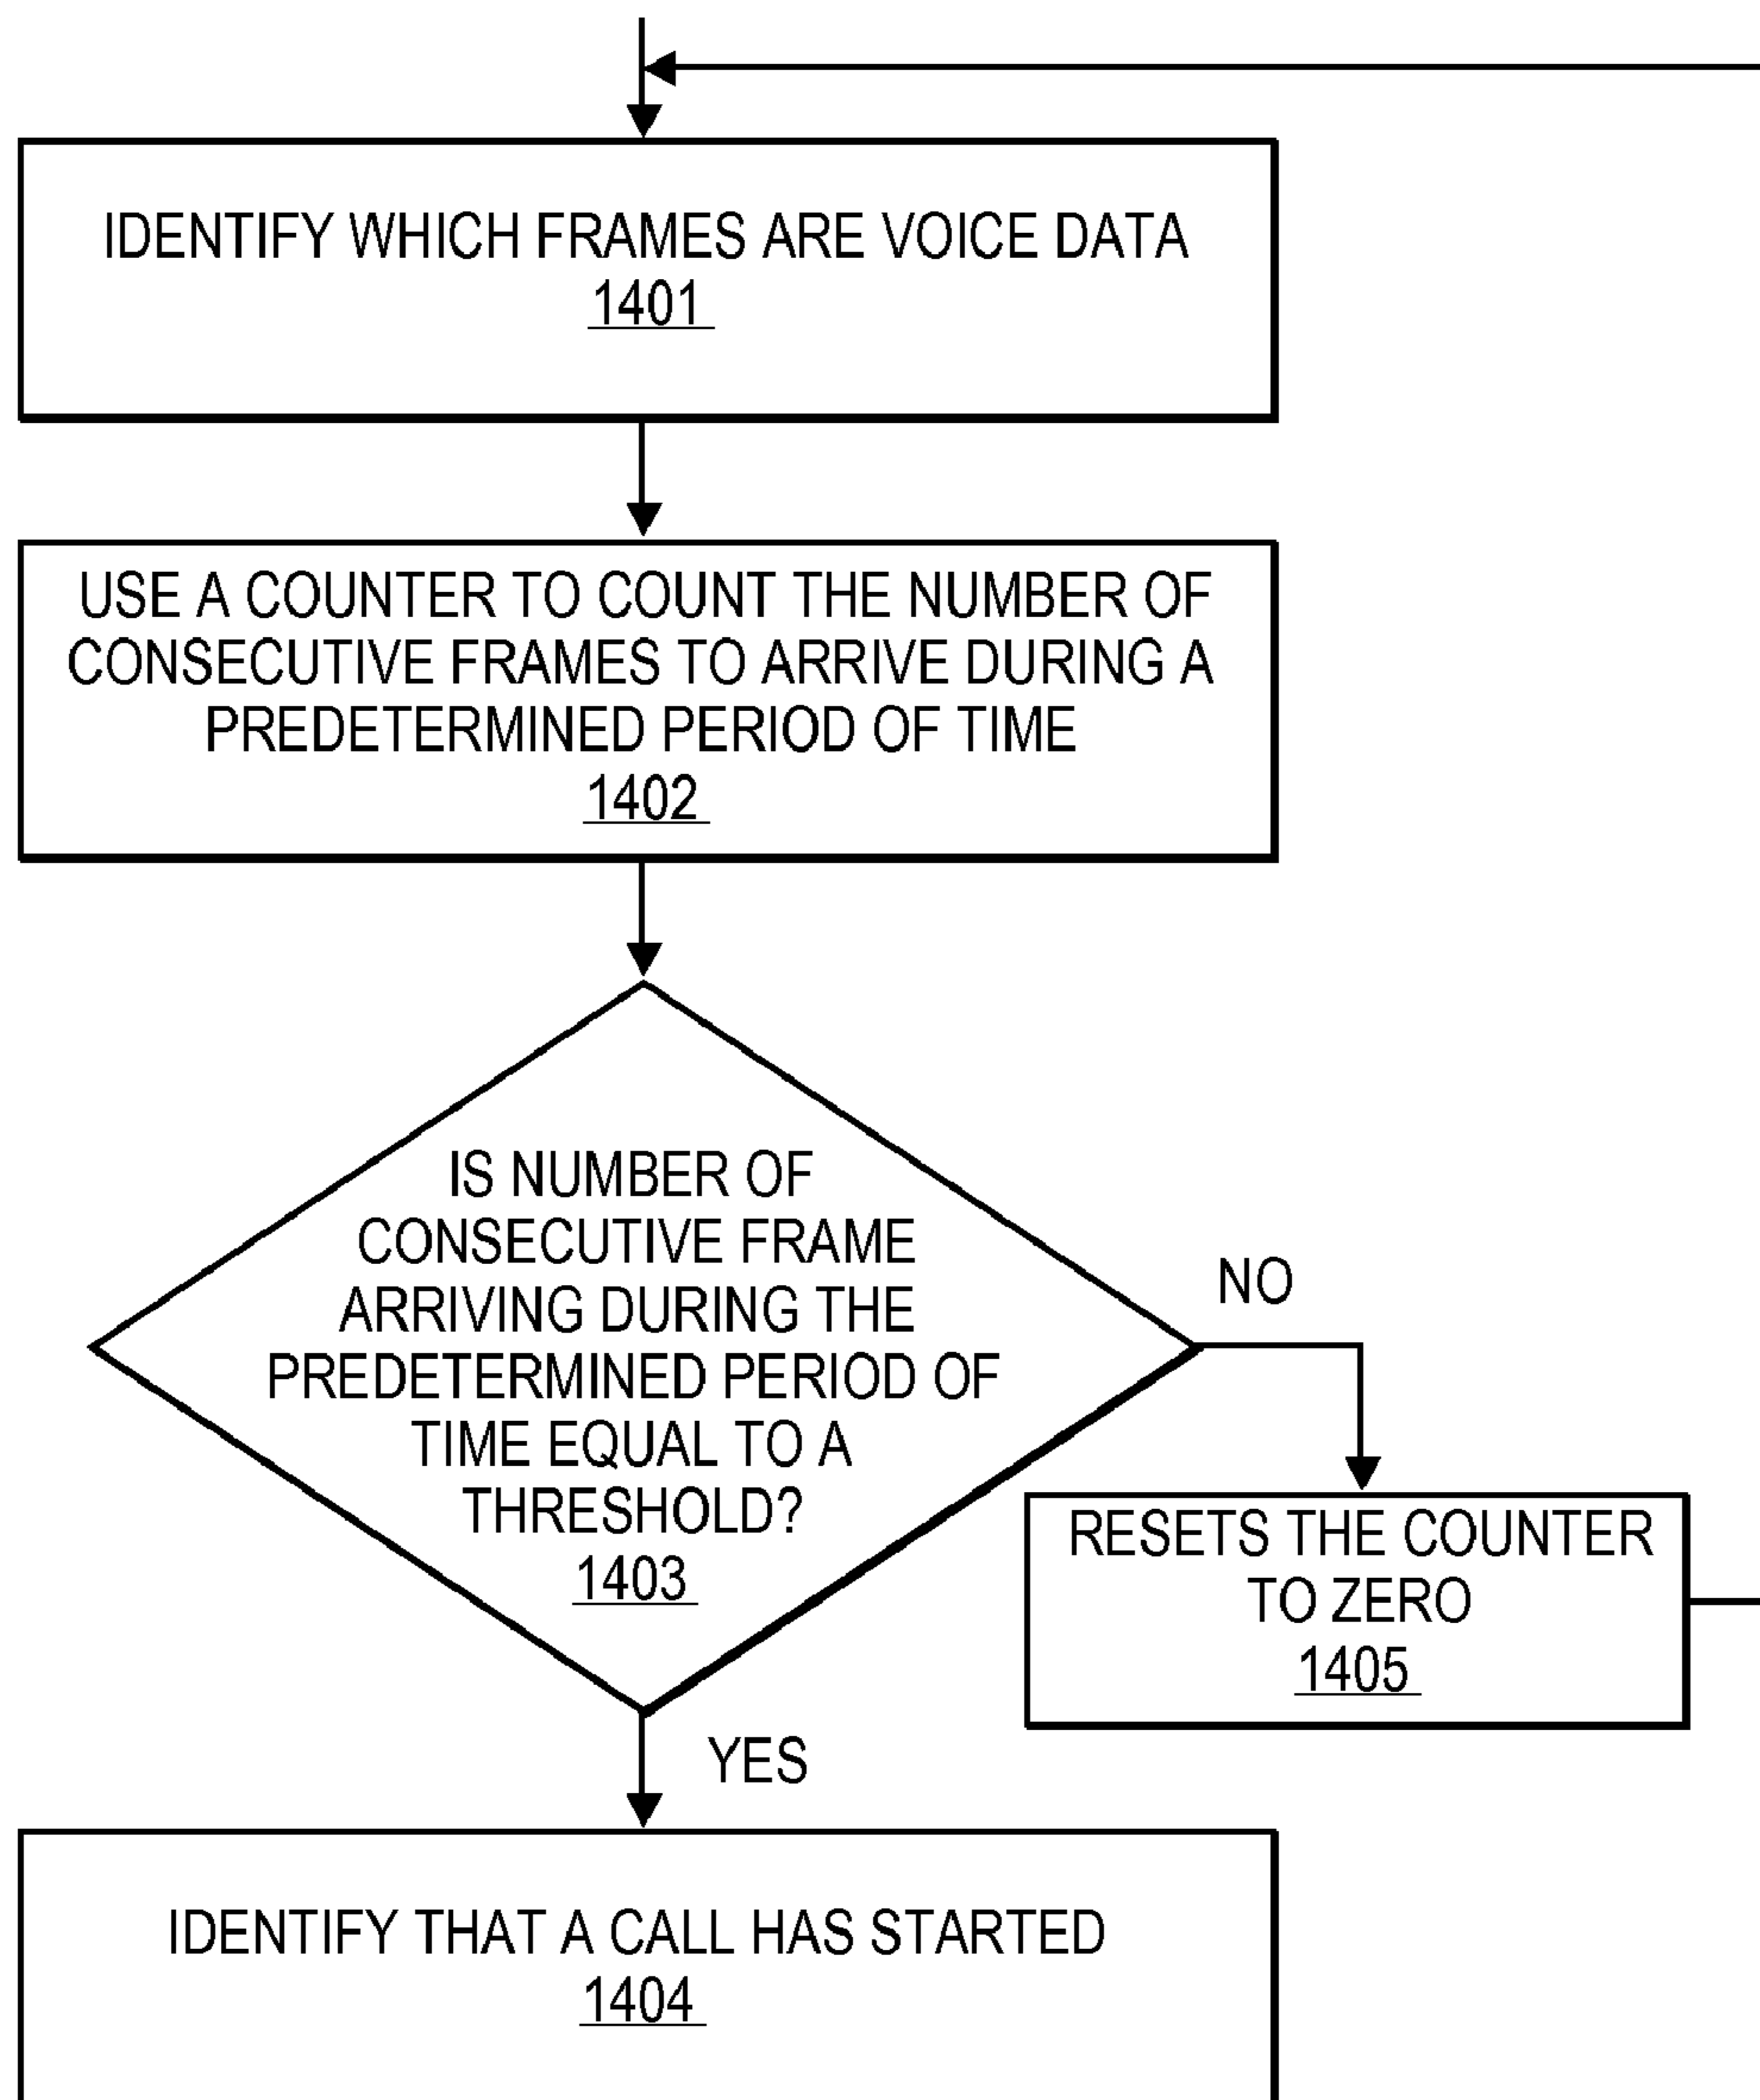 IDENTIFY WHICH FRAMES ARE VOICE DATA
1401
USE A COUNTER TO COUNT THE NUMBER OF
CONSECUTIVE FRAMES TO ARRIVE DURING A
PREDETERMINED PERIOD OF TIME
1402
IS NUMBER OF
CONSECUTIVE FRAME
ARRIVING DURING THE
PREDETERMINED PERIOD OF
TIME EQUAL TO A
THRESHOLD?
1403
NO
RESETS THE COUNTER
TO ZERO
1405
YES
IDENTIFY THAT A CALL HAS STARTED
1404